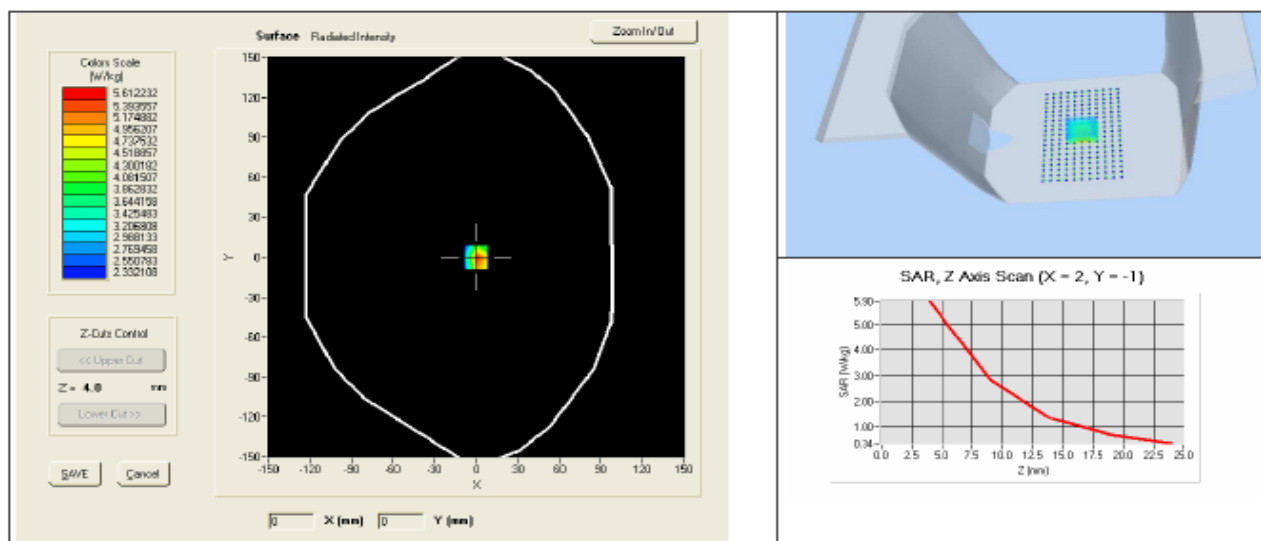 Surface Radiated Intensity
Zoom In/Out
Colors Scale
(W/kg)
5.612232
5.393557
5.174882
4.956207
4.737532
4.518857
4.300182
4.081507
3.862832
3.644158
3.425483
3.206808
2.988133
2.769458
2.550783
2.332108
Z-Cuts Control
<< Upper Cut
Z = 4.0 mm
Lower Cut >>
SAVE Cancel
150
120
90
60
30
Y 0
-30
-60
-90
-120
-150
-150 -120 -90 -60 -30 0 30 60 90 120 150
X
0 X (mm) 0 Y (mm)
SAR, Z Axis Scan (X = 2, Y = -1)
SAR (W/kg)
5.90
5.00
4.00
3.00
2.00
1.00
0.34
0.0 2.5 5.0 7.5 10.0 12.5 15.0 17.5 20.0 22.5 25.0
Z (mm)